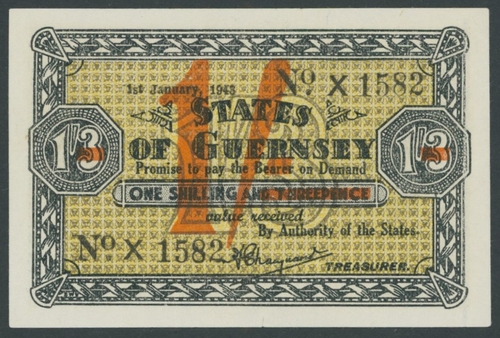 1st January, 1943
No. X 1582
1/-
STATES
OF GUERNSEY
1/3
1/3
Promise to pay the Bearer on Demand
ONE SHILLING AND THREEPENCE
value received
By Authority of the States.
No X 1582
TREASURER.